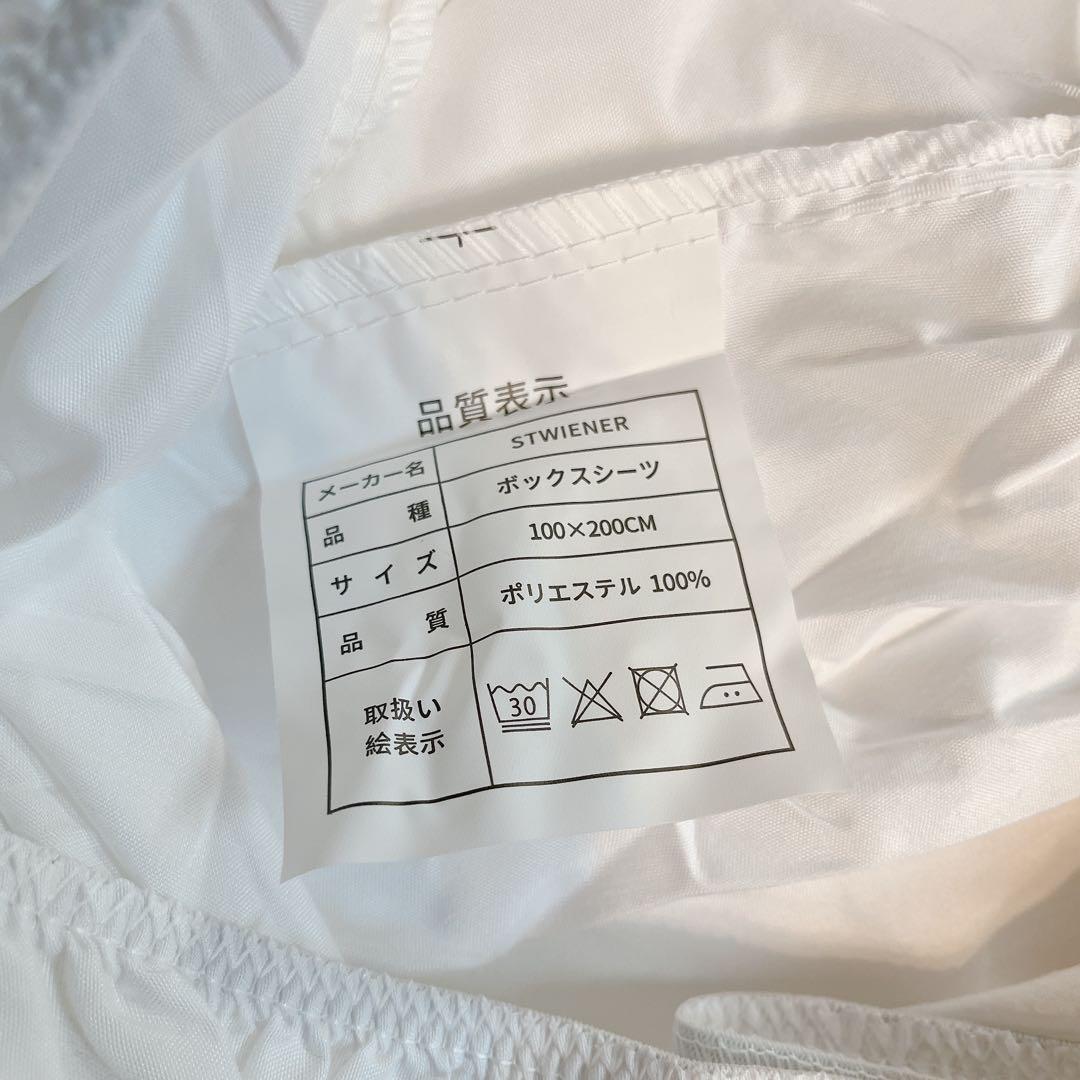 品質表示
メーカー名 STWIENER
品種 ボックスシーツ
サイズ 100×200CM
品質 ポリエステル 100%
取扱い
絵表示
30